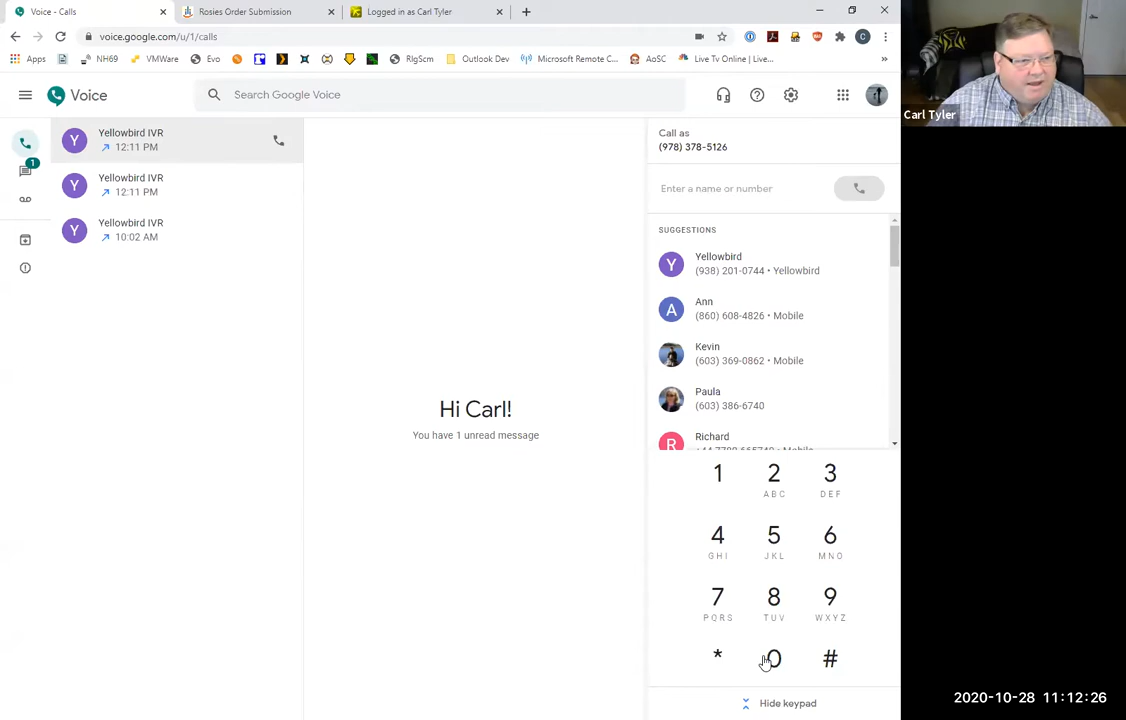 Voice - Calls
Rosies Order Submission
Logged in as Carl Tyler
voice.google.com/u/1/calls
Apps
NH69
VMWare
Evo
RIgScm
Outlook Dev
Microsoft Remote C...
AoSC
Live Tv Online | Live...
»
C
Voice
Search Google Voice
Carl Tyler
1
Y
Yellowbird IVR
12:11 PM
Y
Yellowbird IVR
12:11 PM
Y
Yellowbird IVR
10:02 AM
Hi Carl!
You have 1 unread message
Call as
(978) 378-5126
Enter a name or number
SUGGESTIONS
Y
Yellowbird
(938) 201-0744 • Yellowbird
A
Ann
(860) 608-4826 • Mobile
Kevin
(603) 369-0862 • Mobile
Paula
(603) 386-6740
R
Richard
1 2 3
ABC DEF
4 5 6
GHI JKL MNO
7 8 9
PQRS TUV WXYZ
* 0 #
Hide keypad
2020-10-28 11:12:26